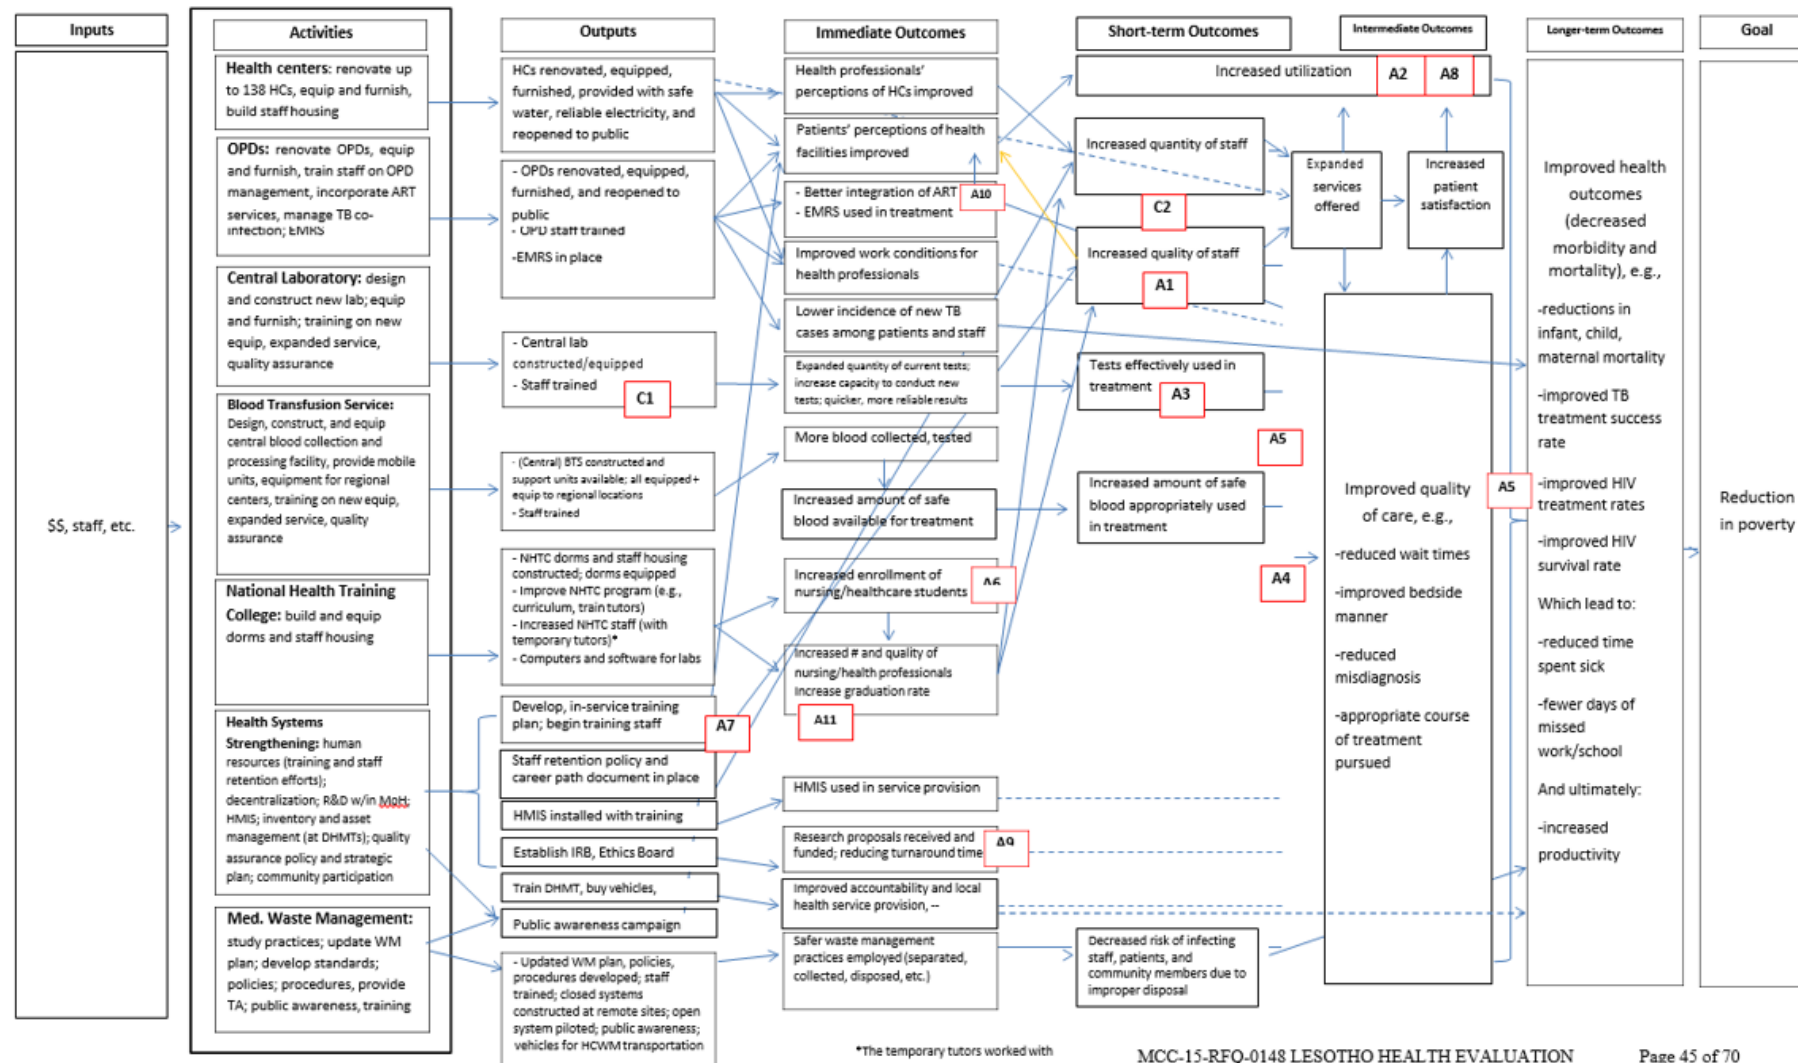 Inputs
$$, staff, etc.
Activities
Health centers: renovate up
to 138 HCs, equip and furnish,
build staff housing
OPDs: renovate OPDs, equip
and furnish, train staff on OPD
management, incorporate ART
services, manage TB co-
infection; EMRS
Central Laboratory: design
and construct new lab; equip
and furnish; training on new
equip, expanded service,
quality assurance
Blood Transfusion Service:
Design, construct, and equip
central blood collection and
processing facility, provide mobile
units, equipment for regional
centers, training on new equip,
expanded service, quality
assurance
National Health Training
College: build and equip
dorms and staff housing
Health Systems
Strengthening: human
resources (training and staff
retention efforts);
decentralization; R&D w/in MoH;
HMIS; inventory and asset
management (at DHMTs); quality
assurance policy and strategic
plan; community participation
Med. Waste Management:
study practices; update WM
plan; develop standards;
policies; procedures, provide
TA; public awareness, training
Outputs
HCs renovated, equipped,
furnished, provided with safe
water, reliable electricity, and
reopened to public
- OPDs renovated, equipped,
furnished, and reopened to
public
- OPD staff trained
-EMRS in place
- Central lab
constructed/equipped
- Staff trained
C1
- (Central) BTS constructed and
support units available; all equipped+
equip to regional locations
- Staff trained
- NHTC dorms and staff housing
constructed; dorms equipped
- Improve NHTC program (e.g.,
curriculum, train tutors)
- Increased NHTC staff (with
temporary tutors)*
- Computers and software for labs
Develop, in-service training
plan; begin training staff
A7
Staff retention policy and
career path document in place
HMIS installed with training
Establish IRB, Ethics Board
Train DHMT, buy vehicles,
Public awareness campaign
- Updated WM plan, policies,
procedures developed; staff
trained; closed systems
constructed at remote sites; open
system piloted; public awareness;
vehicles for HCWM transportation
Immediate Outcomes
Health professionals'
perceptions of HCs improved
Patients' perceptions of health
facilities improved
- Better integration of ART
- EMRS used in treatment
A10
Improved work conditions for
health professionals
Lower incidence of new TB
cases among patients and staff
Expanded quantity of current tests;
increase capacity to conduct new
tests; quicker, more reliable results
More blood collected, tested
Increased amount of safe
blood available for treatment
Increased enrollment of
nursing/healthcare students
A6
Increased # and quality of
nursing/health professionals
Increase graduation rate
A11
HMIS used in service provision
Research proposals received and
funded; reducing turnaround time
A9
Improved accountability and local
health service provision, --
Safer waste management
practices employed (separated,
collected, disposed, etc.)
Short-term Outcomes
Intermediate Outcomes
Increased utilization
A2
A8
Increased quantity of staff
C2
Increased quality of staff
A1
Tests effectively used in
treatment
A3
A5
Increased amount of safe
blood appropriately used
in treatment
A4
Decreased risk of infecting
staff, patients, and
community members due to
improper disposal
Expanded
services
offered
Increased
patient
satisfaction
Improved quality
of care, e.g.,
-reduced wait times
-improved bedside
manner
-reduced
misdiagnosis
-appropriate course
of treatment
pursued
A5
Longer-term Outcomes
Improved health
outcomes
(decreased
morbidity and
mortality), e.g.,
-reductions in
infant, child,
maternal mortality
-improved TB
treatment success
rate
-improved HIV
treatment rates
-improved HIV
survival rate
Which lead to:
-reduced time
spent sick
-fewer days of
missed
work/school
And ultimately:
-increased
productivity
Goal
Reduction
in poverty
*The temporary tutors worked with
MCC-15-RFQ-0148 LESOTHO HEALTH EVALUATION
Page 45 of 70